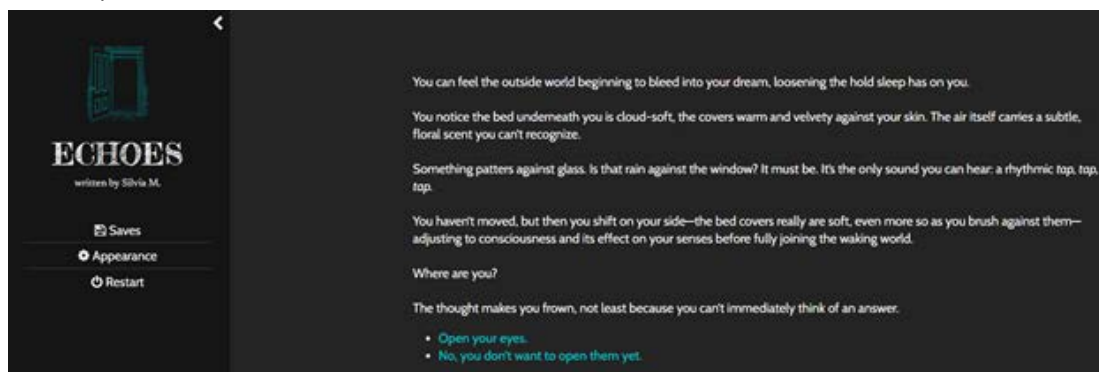 ECHOES
written by Silvia M.
Saves
Appearance
Restart
You can feel the outside world beginning to bleed into your dream, loosening the hold sleep has on you.
You notice the bed underneath you is cloud-soft, the covers warm and velvety against your skin. The air itself carries a subtle,
floral scent you can't recognize.
Something patters against glass. Is that rain against the window? It must be. It's the only sound you can hear: a rhythmic tap, tap,
tap.
You haven't moved, but then you shift on your side—the bed covers really are soft, even more so as you brush against them—
adjusting to consciousness and its effect on your senses before fully joining the waking world.
Where are you?
The thought makes you frown, not least because you can't immediately think of an answer.
• Open your eyes.
• No, you don't want to open them yet.